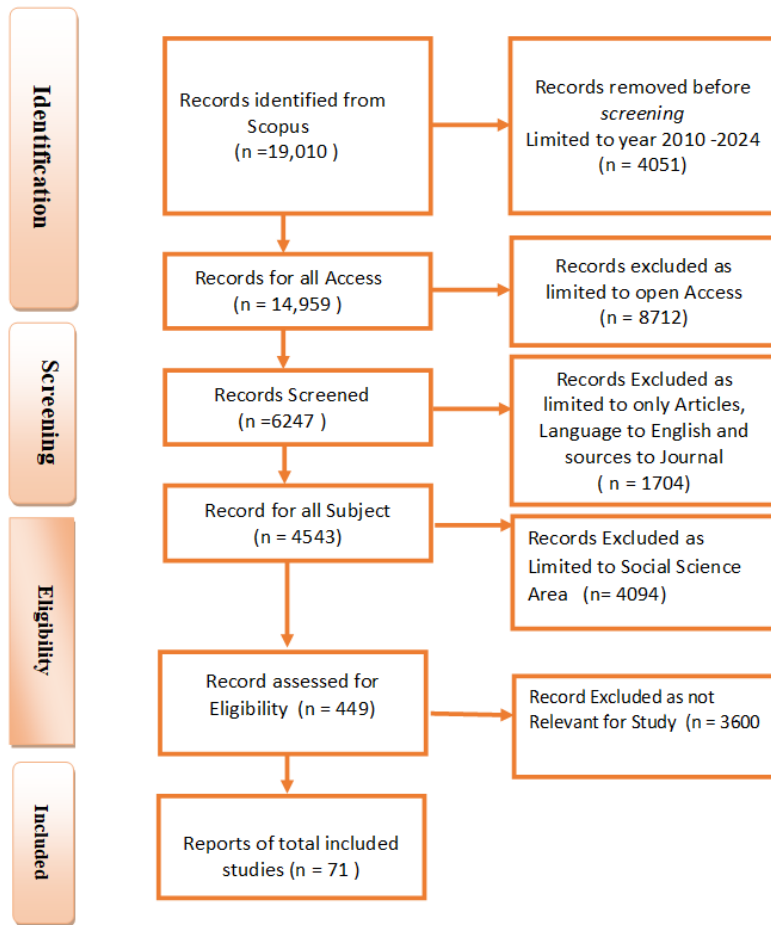 Identification
Records identified from
Scopus
(n =19,010 )
Records removed before
screening
Limited to year 2010 -2024
(n = 4051)
Records for all Access
(n = 14,959 )
Records excluded as
limited to open Access
(n = 8712)
Screening
Records Screened
(n =6247 )
Records Excluded as
limited to only Articles,
Language to English and
sources to Journal
( n = 1704)
Record for all Subject
(n = 4543)
Records Excluded as
Limited to Social Science
Area (n= 4094)
Eligibility
Record assessed for
Eligibility (n = 449)
Record Excluded as not
Relevant for Study (n = 3600
Included
Reports of total included
studies (n = 71 )